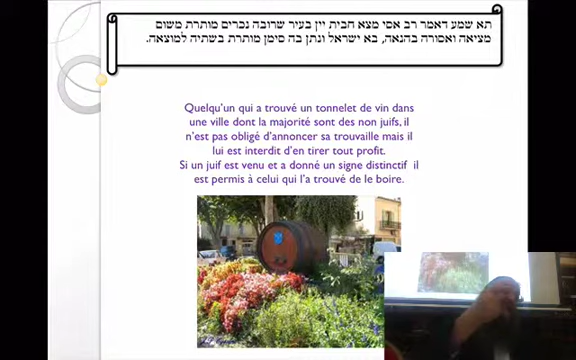 תא שמע דאמר רב אסי מצא חבית יין בעיר שרובה נכרים מותרת משום
מציאה ואסורה בהנאה, בא ישראל ונתן בה סימן מותרת בשתיה למוצאה.
Quelqu'un qui a trouvé un tonnelet de vin dans
une ville dont la majorité sont des non juifs, il
n'est pas obligé d'annoncer sa trouvaille mais il
lui est interdit d'en tirer tout profit.
Si un juif est venu et a donné un signe distinctif il
est permis à celui qui l'a trouvé de le boire.